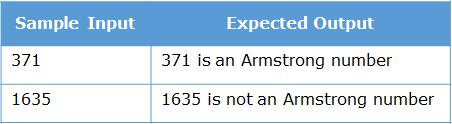 Sample Input Expected Output
371 371 is an Armstrong number
1635 1635 is not an Armstrong number